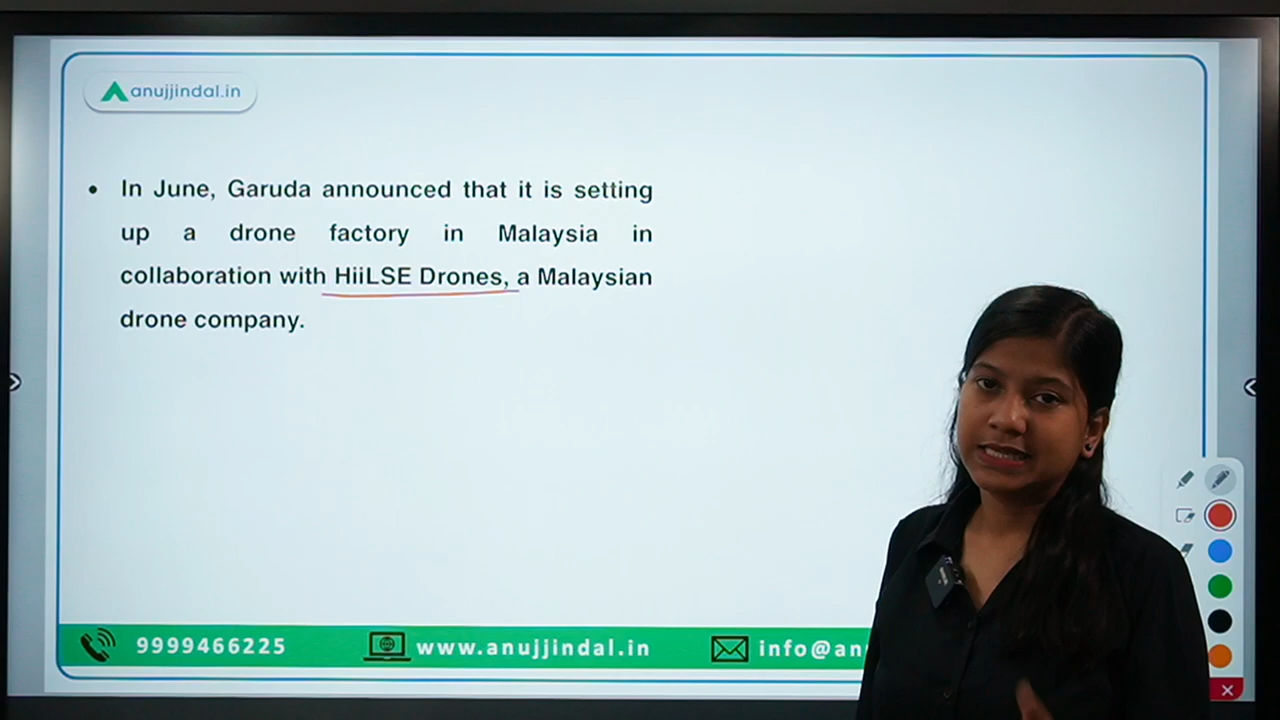 anujjindal.in
• In June, Garuda announced that it is setting
up a drone factory in Malaysia in
collaboration with HiiLSE Drones, a Malaysian
drone company.
9999466225 www.anujjindal.in info@an